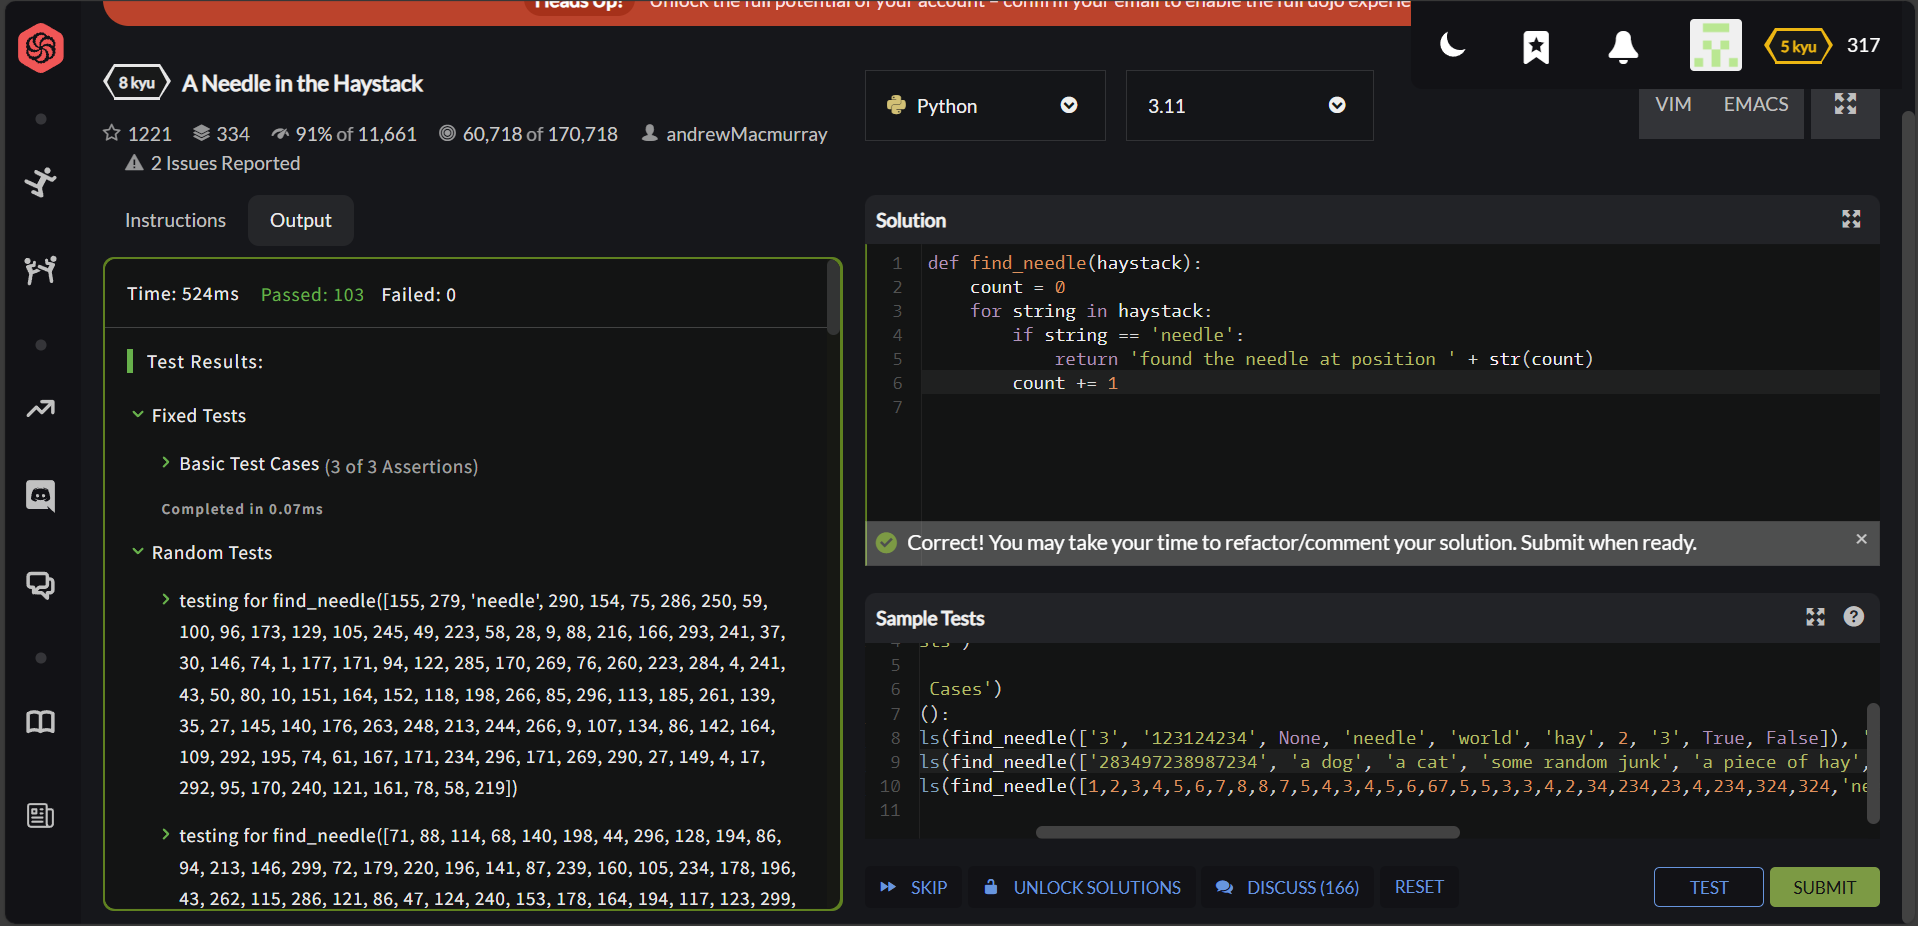 Heads Up! Unlock the full potential of your account – confirm your email to enable the full dojo experie
5 kyu 317
8 kyu A Needle in the Haystack
1221 334 91% of 11,661 60,718 of 170,718 andrewMacmurray
2 Issues Reported
Python
3.11
VIM EMACS
Instructions Output
Time: 524ms Passed: 103 Failed: 0
Test Results:
Fixed Tests
Basic Test Cases (3 of 3 Assertions)
Completed in 0.07ms
Random Tests
testing for find_needle([155, 279, 'needle', 290, 154, 75, 286, 250, 59,
100, 96, 173, 129, 105, 245, 49, 223, 58, 28, 9, 88, 216, 166, 293, 241, 37,
30, 146, 74, 1, 177, 171, 94, 122, 285, 170, 269, 76, 260, 223, 284, 4, 241,
43, 50, 80, 10, 151, 164, 152, 118, 198, 266, 85, 296, 113, 185, 261, 139,
35, 27, 145, 140, 176, 263, 248, 213, 244, 266, 9, 107, 134, 86, 142, 164,
109, 292, 195, 74, 61, 167, 171, 234, 296, 171, 269, 290, 27, 149, 4, 17,
292, 95, 170, 240, 121, 161, 78, 58, 219])
testing for find_needle([71, 88, 114, 68, 140, 198, 44, 296, 128, 194, 86,
94, 213, 146, 299, 72, 179, 220, 196, 141, 87, 239, 160, 105, 234, 178, 196,
43, 262, 115, 286, 121, 86, 47, 124, 240, 153, 178, 164, 194, 117, 123, 299,
Solution
1 def find_needle(haystack):
2     count = 0
3     for string in haystack:
4         if string == 'needle':
5             return 'found the needle at position ' + str(count)
6         count += 1
7
Correct! You may take your time to refactor/comment your solution. Submit when ready. ×
Sample Tests ?
4 sts')
5
6  Cases')
7 ():
8 ls(find_needle(['3', '123124234', None, 'needle', 'world', 'hay', 2, '3', True, False]), '
9 ls(find_needle(['283497238987234', 'a dog', 'a cat', 'some random junk', 'a piece of hay',
10 ls(find_needle([1,2,3,4,5,6,7,8,8,7,5,4,3,4,5,6,67,5,5,3,3,4,2,34,234,23,4,234,324,324,'ne
11
SKIP UNLOCK SOLUTIONS DISCUSS (166) RESET TEST SUBMIT